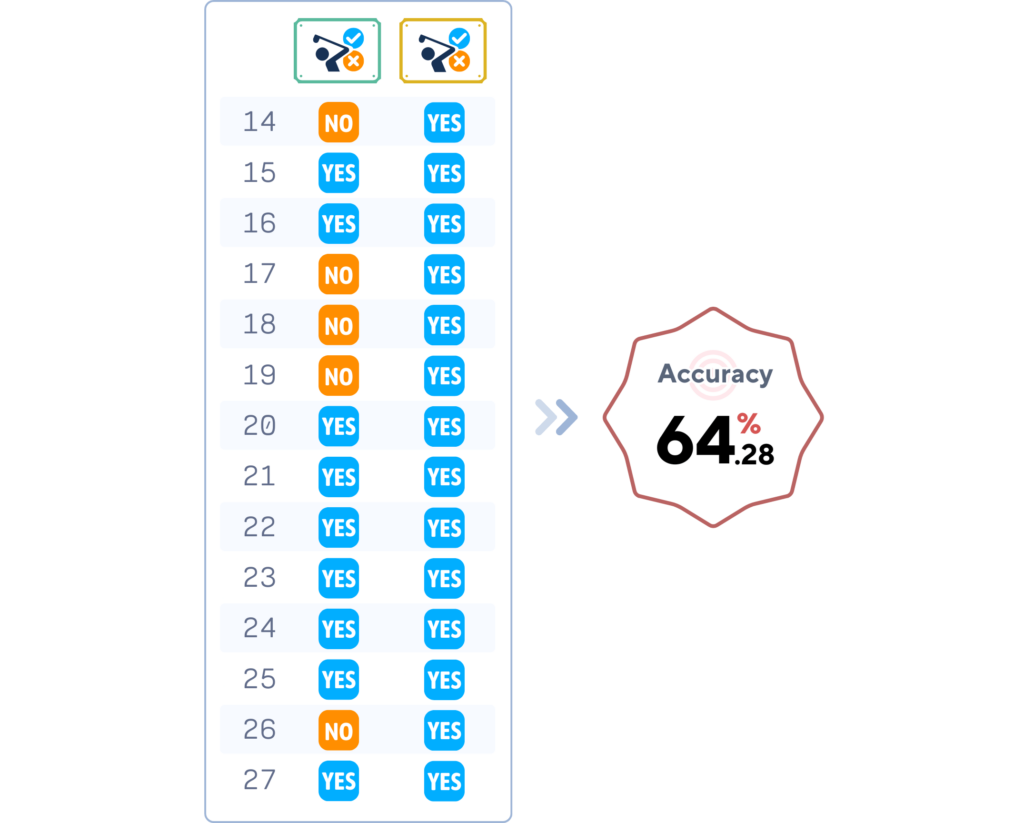 14 NO YES
15 YES YES
16 YES YES
17 NO YES
18 NO YES
19 NO YES
20 YES YES
21 YES YES
22 YES YES
23 YES YES
24 YES YES
25 YES YES
26 NO YES
27 YES YES
Accuracy
64.28%